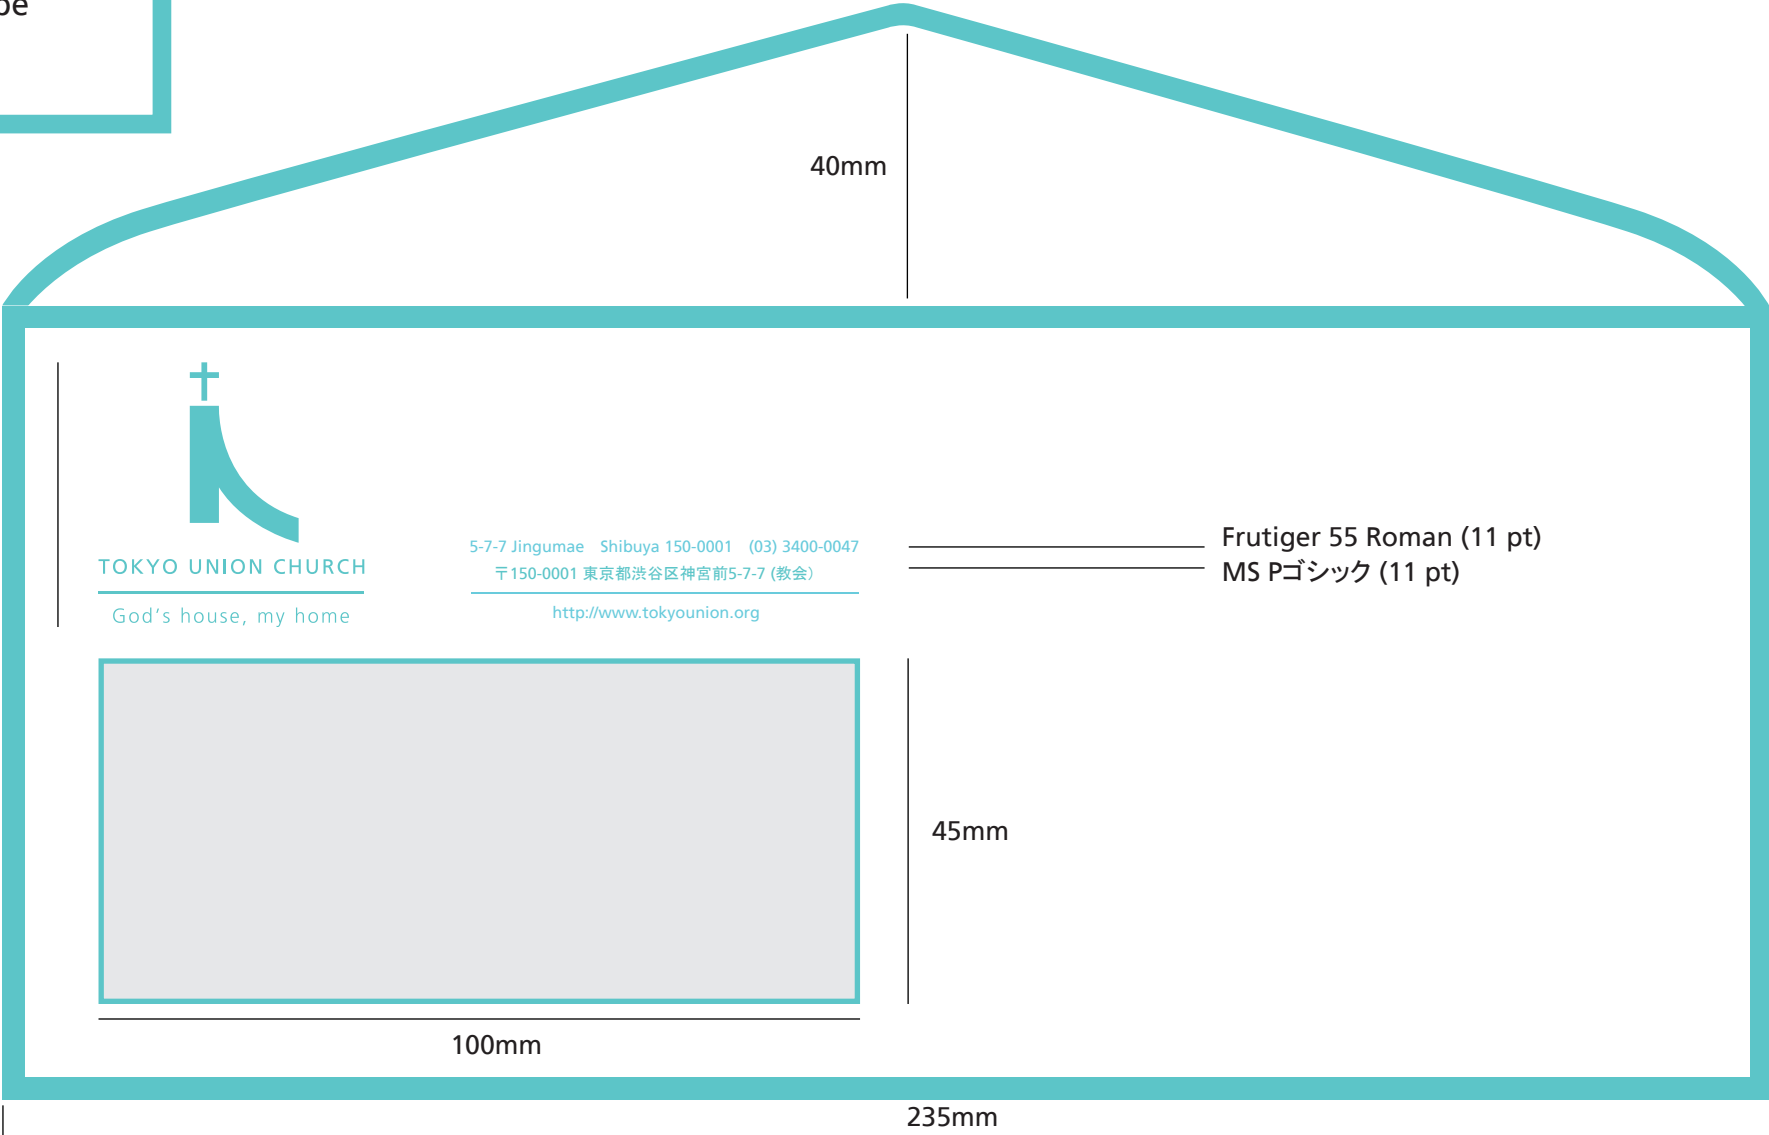 40mm
TOKYO UNION CHURCH
God's house, my home
5-7-7 Jingumae Shibuya 150-0001 (03) 3400-0047
〒150-0001 東京都渋谷区神宮前5-7-7 (教会)
http://www.tokyounion.org
Frutiger 55 Roman (11 pt)
MS Pゴシック (11 pt)
45mm
100mm
235mm